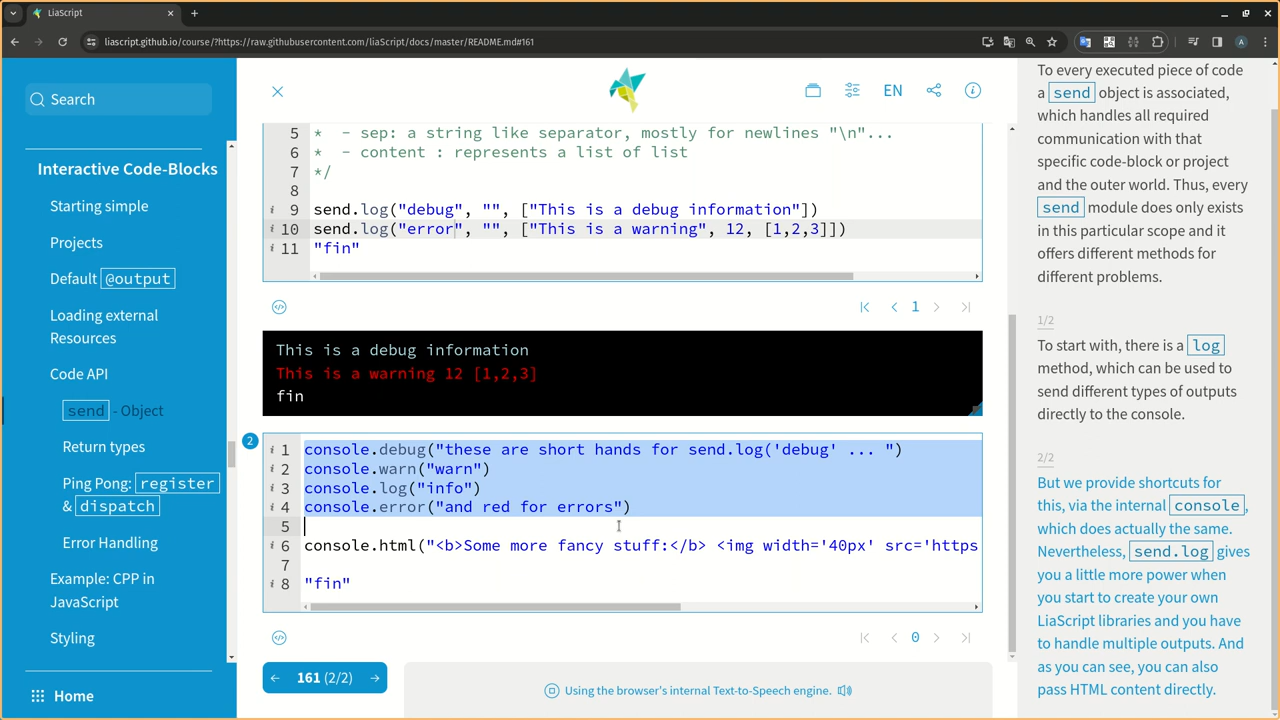 LiaScript
liascript.github.io/course/?https://raw.githubusercontent.com/liaScript/docs/master/README.md#161
A
Search
Interactive Code-Blocks
Starting simple
Projects
Default @output
Loading external
Resources
Code API
send - Object
Return types
Ping Pong: register
& dispatch
Error Handling
Example: CPP in
JavaScript
Styling
Home
EN
5 *  - sep: a string like separator, mostly for newlines "\n"...
6 *  - content : represents a list of list
7 */
8
9 send.log("debug", "", ["This is a debug information"])
10 send.log("error", "", ["This is a warning", 12, [1,2,3]])
11 "fin"
1
This is a debug information
This is a warning 12 [1,2,3]
fin
2
1 console.debug("these are short hands for send.log('debug' ... ")
2 console.warn("warn")
3 console.log("info")
4 console.error("and red for errors")
5
6 console.html("<b>Some more fancy stuff:</b> <img width='40px' src='https
7
8 "fin"
0
161 (2/2)
Using the browser's internal Text-to-Speech engine.
To every executed piece of code
a send object is associated,
which handles all required
communication with that
specific code-block or project
and the outer world. Thus, every
send module does only exists
in this particular scope and it
offers different methods for
different problems.
1/2
To start with, there is a log
method, which can be used to
send different types of outputs
directly to the console.
2/2
But we provide shortcuts for
this, via the internal console,
which does actually the same.
Nevertheless, send.log gives
you a little more power when
you start to create your own
LiaScript libraries and you have
to handle multiple outputs. And
as you can see, you can also
pass HTML content directly.